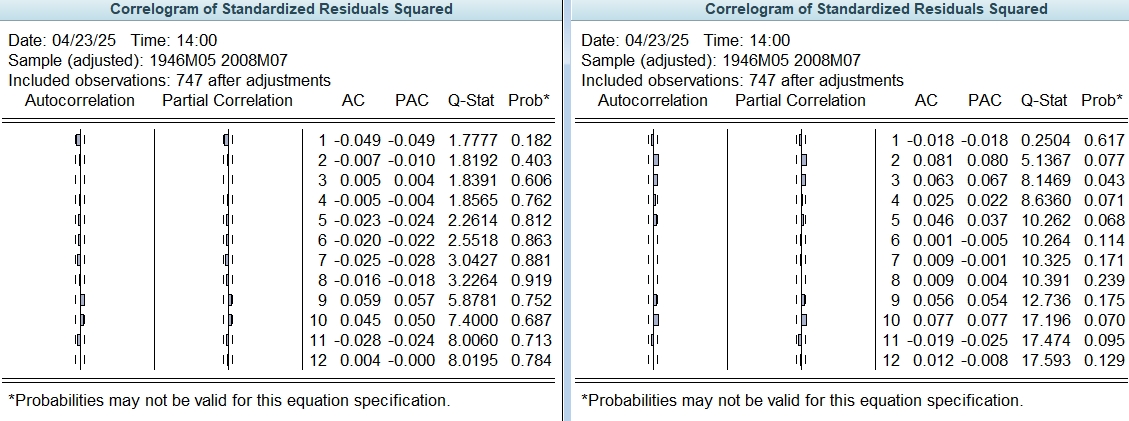 Correlogram of Standardized Residuals Squared
Date: 04/23/25 Time: 14:00
Sample (adjusted): 1946M05 2008M07
Included observations: 747 after adjustments
Autocorrelation Partial Correlation AC PAC Q-Stat Prob*
1 -0.049 -0.049 1.7777 0.182
2 -0.007 -0.010 1.8192 0.403
3 0.005 0.004 1.8391 0.606
4 -0.005 -0.004 1.8565 0.762
5 -0.023 -0.024 2.2614 0.812
6 -0.020 -0.022 2.5518 0.863
7 -0.025 -0.028 3.0427 0.881
8 -0.016 -0.018 3.2264 0.919
9 0.059 0.057 5.8781 0.752
10 0.045 0.050 7.4000 0.687
11 -0.028 -0.024 8.0060 0.713
12 0.004 -0.000 8.0195 0.784
*Probabilities may not be valid for this equation specification.
Correlogram of Standardized Residuals Squared
Date: 04/23/25 Time: 14:00
Sample (adjusted): 1946M05 2008M07
Included observations: 747 after adjustments
Autocorrelation Partial Correlation AC PAC Q-Stat Prob*
1 -0.018 -0.018 0.2504 0.617
2 0.081 0.080 5.1367 0.077
3 0.063 0.067 8.1469 0.043
4 0.025 0.022 8.6360 0.071
5 0.046 0.037 10.262 0.068
6 0.001 -0.005 10.264 0.114
7 0.009 -0.001 10.325 0.171
8 0.009 0.004 10.391 0.239
9 0.056 0.054 12.736 0.175
10 0.077 0.077 17.196 0.070
11 -0.019 -0.025 17.474 0.095
12 0.012 -0.008 17.593 0.129
*Probabilities may not be valid for this equation specification.